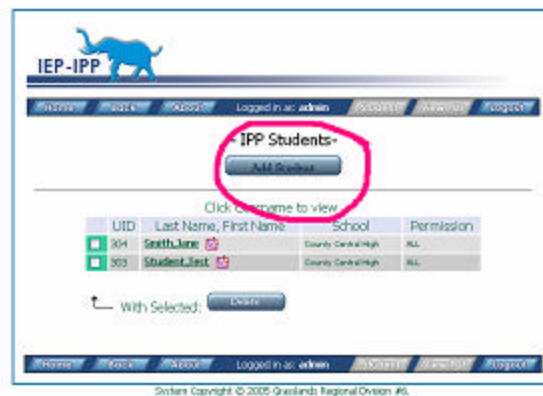 IEP-IPP
Home Back About Logged in as: admin Logout
- IPP Students-
Add Student
Click Username to view
UID Last Name, First Name School Permission
304 Smith, Jane County Central High ALL
303 Student, Test County Central High ALL
With Selected: Delete
Home Back About Logged in as: admin Logout
System Copyright © 2005 Grasslands Regional Division #6.